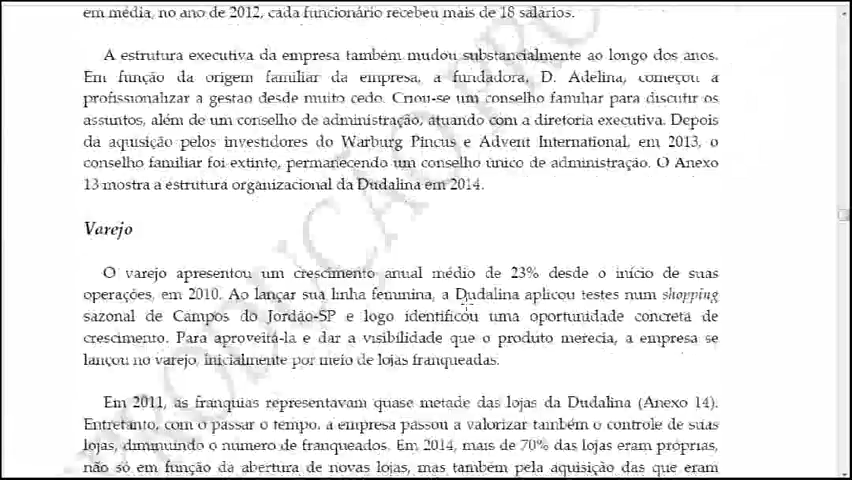 em média, no ano de 2012, cada funcionário recebeu mais de 18 salários.
A estrutura executiva da empresa também mudou substancialmente ao longo dos anos.
Em função da origem familiar da empresa, a fundadora, D. Adelina, começou a
profissionalizar a gestão desde muito cedo. Criou-se um conselho familiar para discutir os
assuntos, além de um conselho de administração, atuando com a diretoria executiva. Depois
da aquisição pelos investidores do Warburg Pincus e Advent International, em 2013, o
conselho familiar foi extinto, permanecendo um conselho único de administração. O Anexo
13 mostra a estrutura organizacional da Dudalina em 2014.
Varejo
O varejo apresentou um crescimento anual médio de 23% desde o início de suas
operações, em 2010. Ao lançar sua linha feminina, a Dudalina aplicou testes num shopping
sazonal de Campos do Jordão-SP e logo identificou uma oportunidade concreta de
crescimento. Para aproveitá-la e dar a visibilidade que o produto merecia, a empresa se
lançou no varejo, inicialmente por meio de lojas franqueadas.
Em 2011, as franquias representavam quase metade das lojas da Dudalina (Anexo 14).
Entretanto, com o passar o tempo, a empresa passou a valorizar também o controle de suas
lojas, diminuindo o número de franqueados. Em 2014, mais de 70% das lojas eram próprias,
não só em função da abertura de novas lojas, mas também pela aquisição das que eram